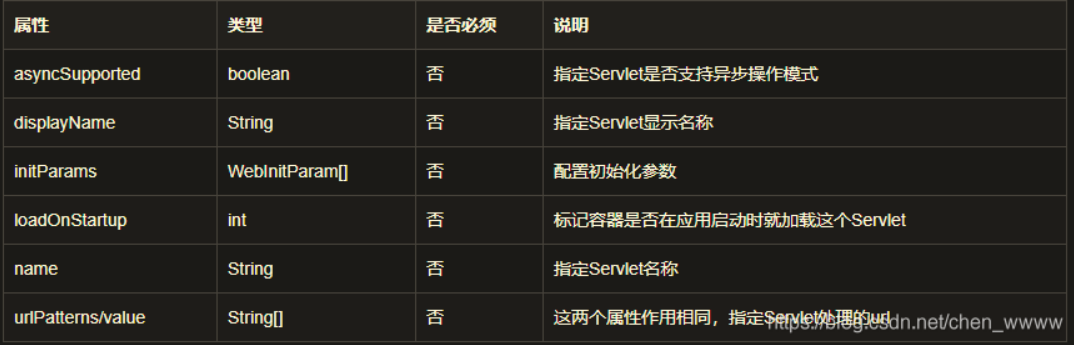 属性 类型 是否必须 说明
asyncSupported boolean 否 指定Servlet是否支持异步操作模式
displayName String 否 指定Servlet显示名称
initParams WebInitParam[] 否 配置初始化参数
loadOnStartup int 否 标记容器是否在应用启动时就加载这个Servlet
name String 否 指定Servlet名称
urlPatterns/value String[] 否 这两个属性作用相同，指定Servlet处理的url
https://blog.csdn.net/chen_wwww